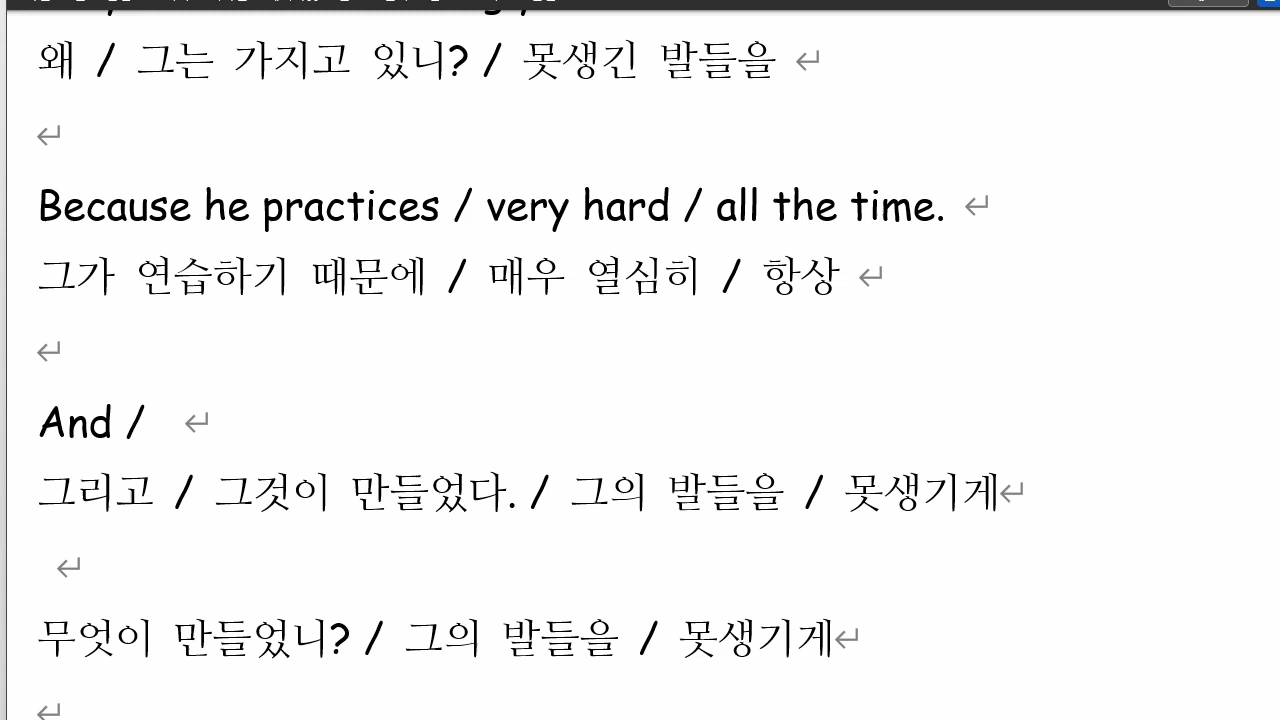 왜 / 그는 가지고 있니? / 못생긴 발들을
Because he practices / very hard / all the time.
그가 연습하기 때문에 / 매우 열심히 / 항상
And /
그리고 / 그것이 만들었다. / 그의 발들을 / 못생기게
무엇이 만들었니? / 그의 발들을 / 못생기게